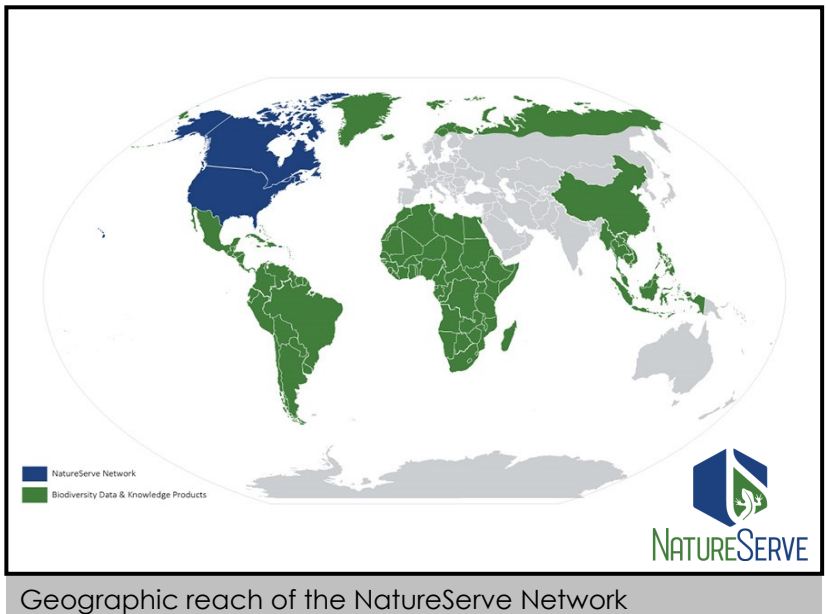 NatureServe Network
Biodiversity Data & Knowledge Products
NATURESERVE
Geographic reach of the NatureServe Network